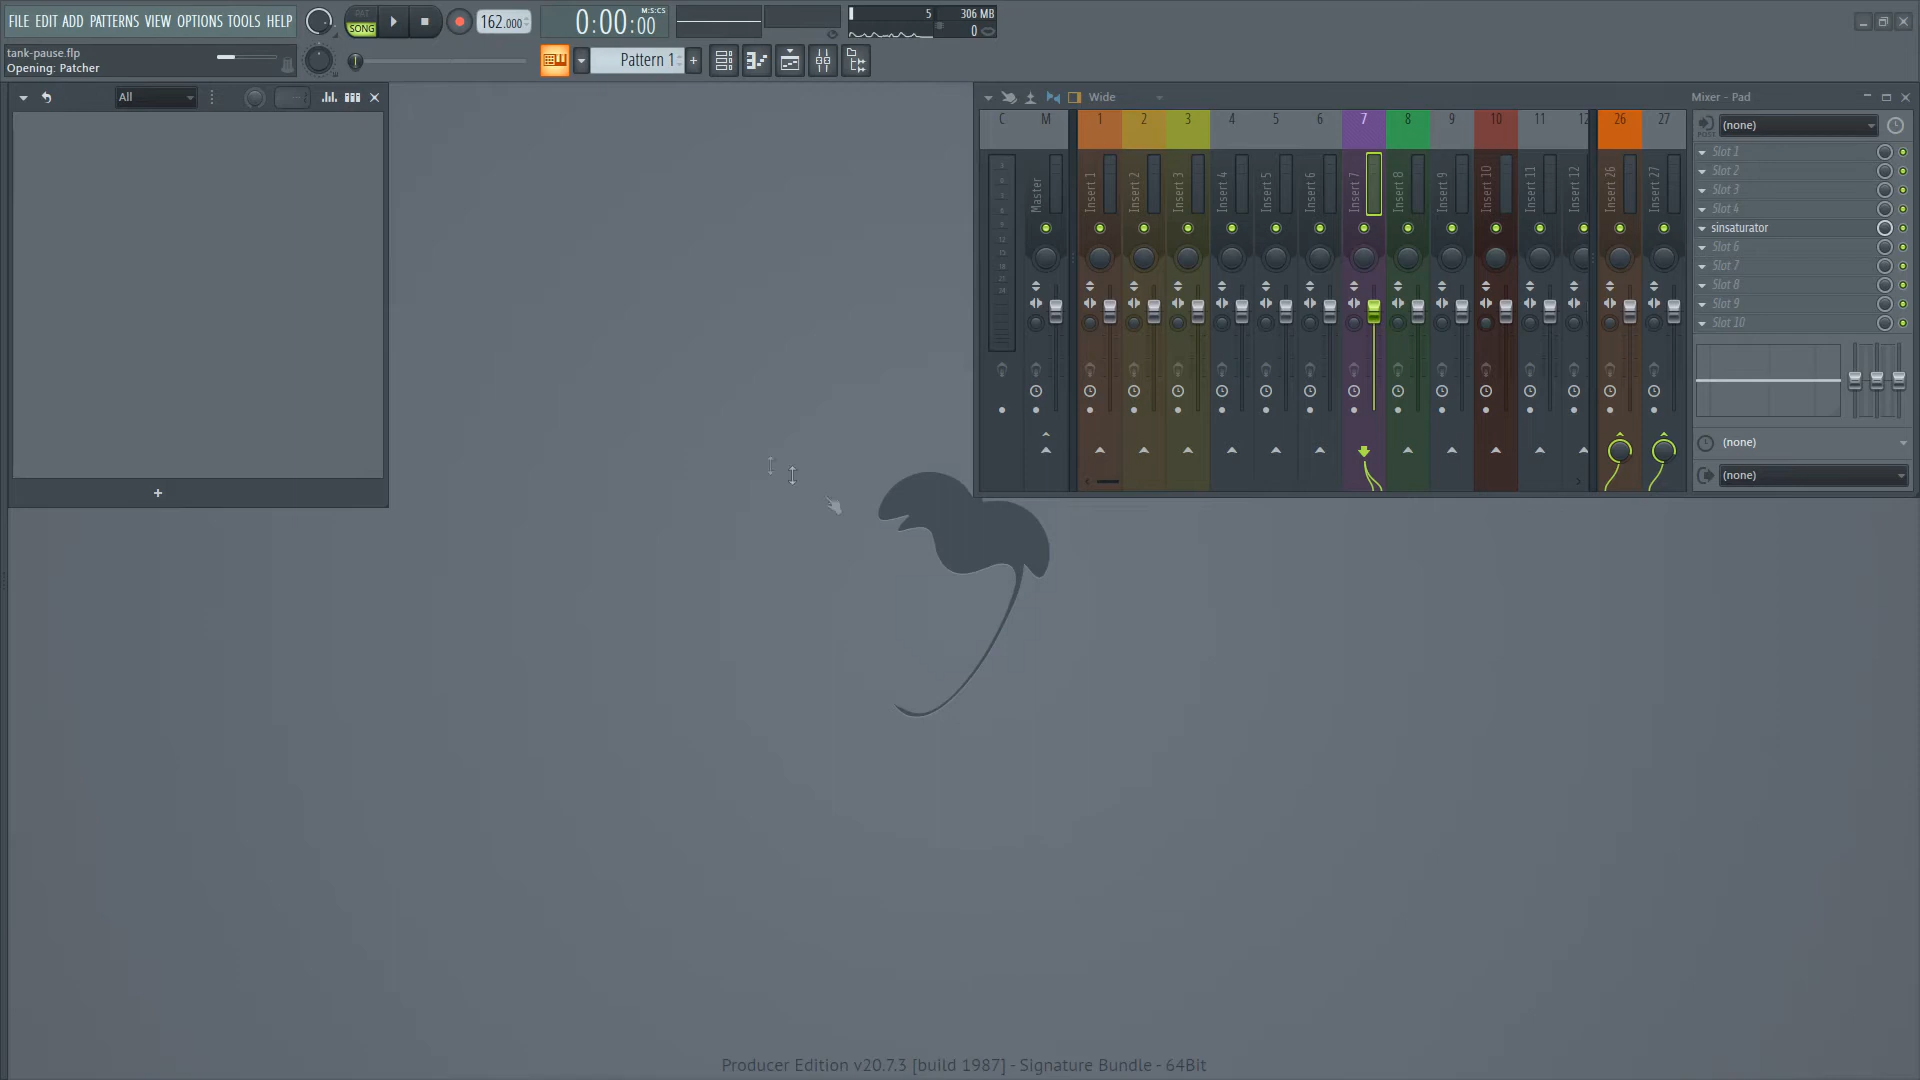 FILE EDIT ADD PATTERNS VIEW OPTIONS TOOLS HELP
PAT
SONG
162.000
M:S:CS
0:00:00
5
306 MB
0
tank-pause.flp
Opening: Patcher
Pattern 1
+
All
Wide
Mixer - Pad
C M 1 2 3 4 5 6 7 8 9 10 11 12 26 27
POST
(none)
Master
Insert 1
Insert 2
Insert 3
Insert 4
Insert 5
Insert 6
Insert 7
Insert 8
Insert 9
Insert 10
Insert 11
Insert 12
Insert 26
Insert 27
Slot 1
Slot 2
Slot 3
Slot 4
sinsaturator
Slot 6
Slot 7
Slot 8
Slot 9
Slot 10
(none)
(none)
+
Producer Edition v20.7.3 [build 1987] - Signature Bundle - 64Bit